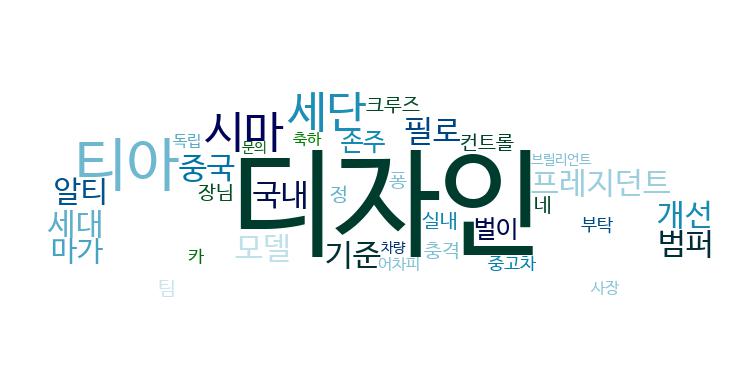 세단
크루즈
시마
필로
독립
축하
존주
컨트롤
티아
문의
중국
디자인
브릴리언트
알티
장님
국내
정
퐁
프레지던트
세대
실내
벌이
네
부탁
개선
마가
카
모델
기준
차량
어차피
충격
중고차
범퍼
팀
사장